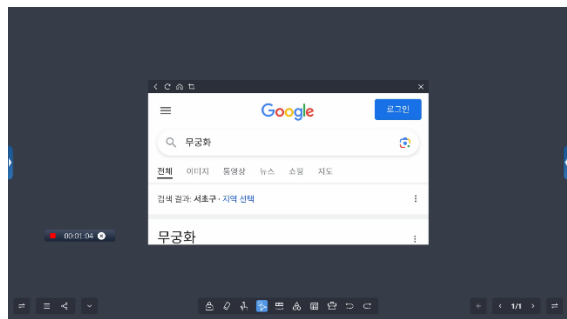 Google
로그인
무궁화
전체 이미지 동영상 뉴스 쇼핑 지도
검색 결과: 서초구 · 지역 선택
무궁화
00:01:04
1/1